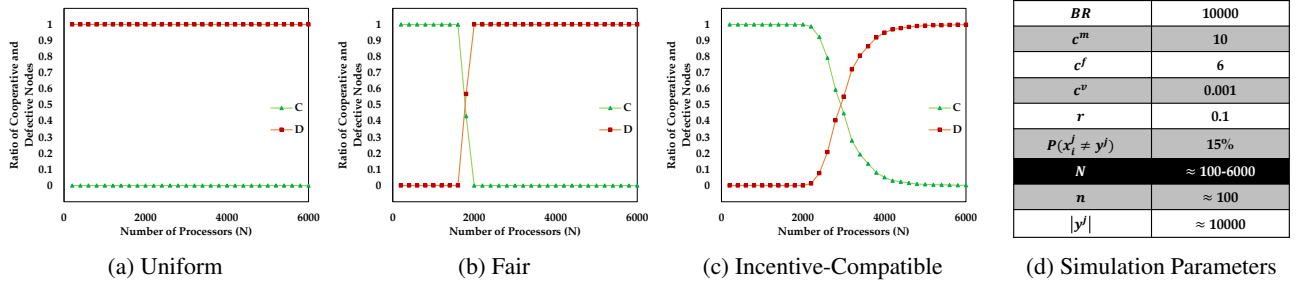 Ratio of Cooperative and
Defective Nodes
1
0.9
0.8
0.7
0.6
0.5
0.4
0.3
0.2
0.1
0
C
D
0 2000 4000 6000
Number of Processors (N)
(a) Uniform
Ratio of Cooperative and
Defective Nodes
1
0.9
0.8
0.7
0.6
0.5
0.4
0.3
0.2
0.1
0
C
D
0 2000 4000 6000
Number of Processors (N)
(b) Fair
Ratio of Cooperative and
Defective Nodes
1
0.9
0.8
0.7
0.6
0.5
0.4
0.3
0.2
0.1
0
C
D
0 2000 4000 6000
Number of Processors (N)
(c) Incentive-Compatible
BR 10000
c^m 10
c^f 6
c^v 0.001
r 0.1
P(x_i^j ≠ y^j) 15%
N ≈ 100-6000
n ≈ 100
|y^j| ≈ 10000
(d) Simulation Parameters